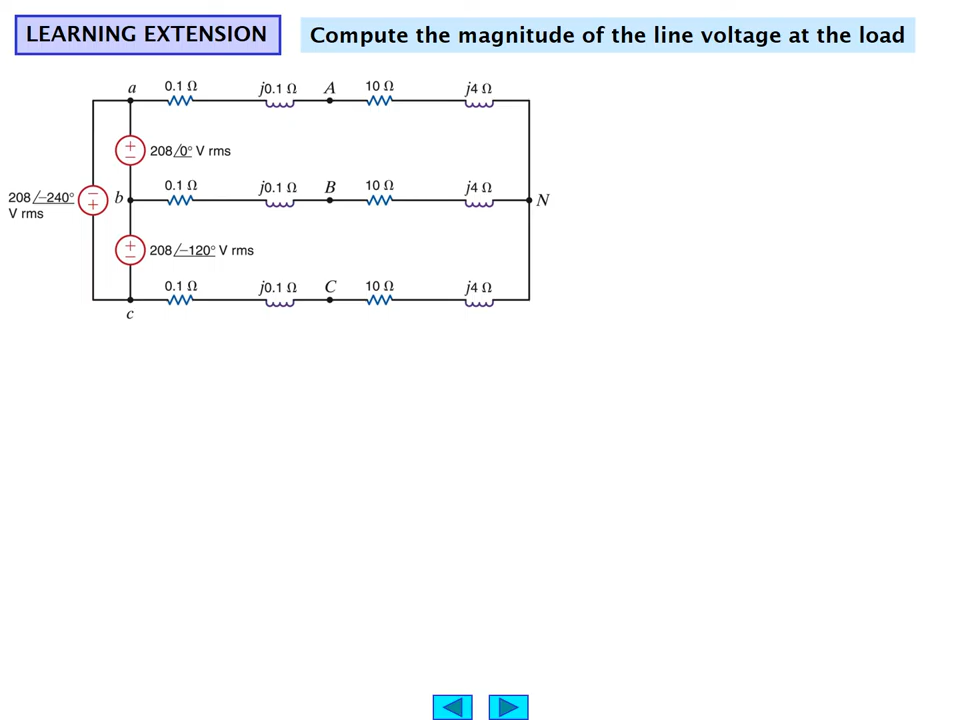 LEARNING EXTENSION
Compute the magnitude of the line voltage at the load
a 0.1 Ω j0.1 Ω A 10 Ω j4 Ω
+
−
208/0° V rms
208/−240°
V rms
−
+
b 0.1 Ω j0.1 Ω B 10 Ω j4 Ω N
+
−
208/−120° V rms
0.1 Ω j0.1 Ω C 10 Ω j4 Ω
c